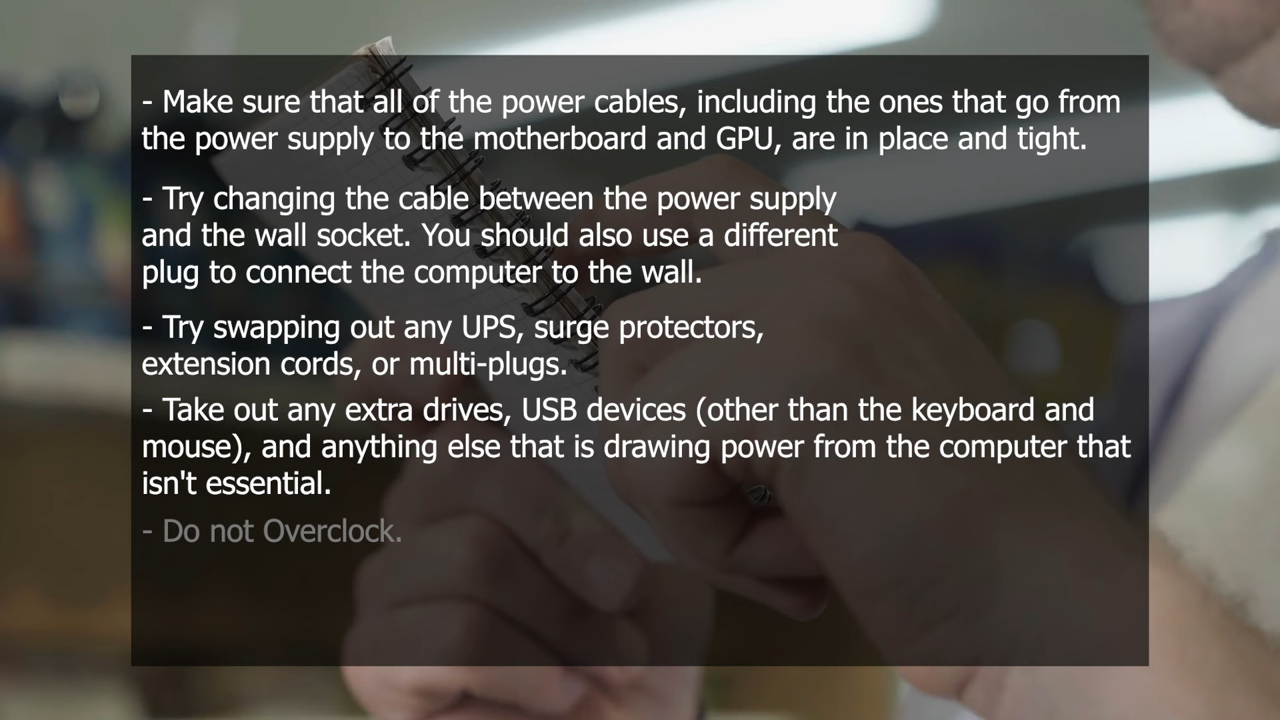 - Make sure that all of the power cables, including the ones that go from
the power supply to the motherboard and GPU, are in place and tight.
- Try changing the cable between the power supply
and the wall socket. You should also use a different
plug to connect the computer to the wall.
- Try swapping out any UPS, surge protectors,
extension cords, or multi-plugs.
- Take out any extra drives, USB devices (other than the keyboard and
mouse), and anything else that is drawing power from the computer that
isn't essential.
- Do not Overclock.